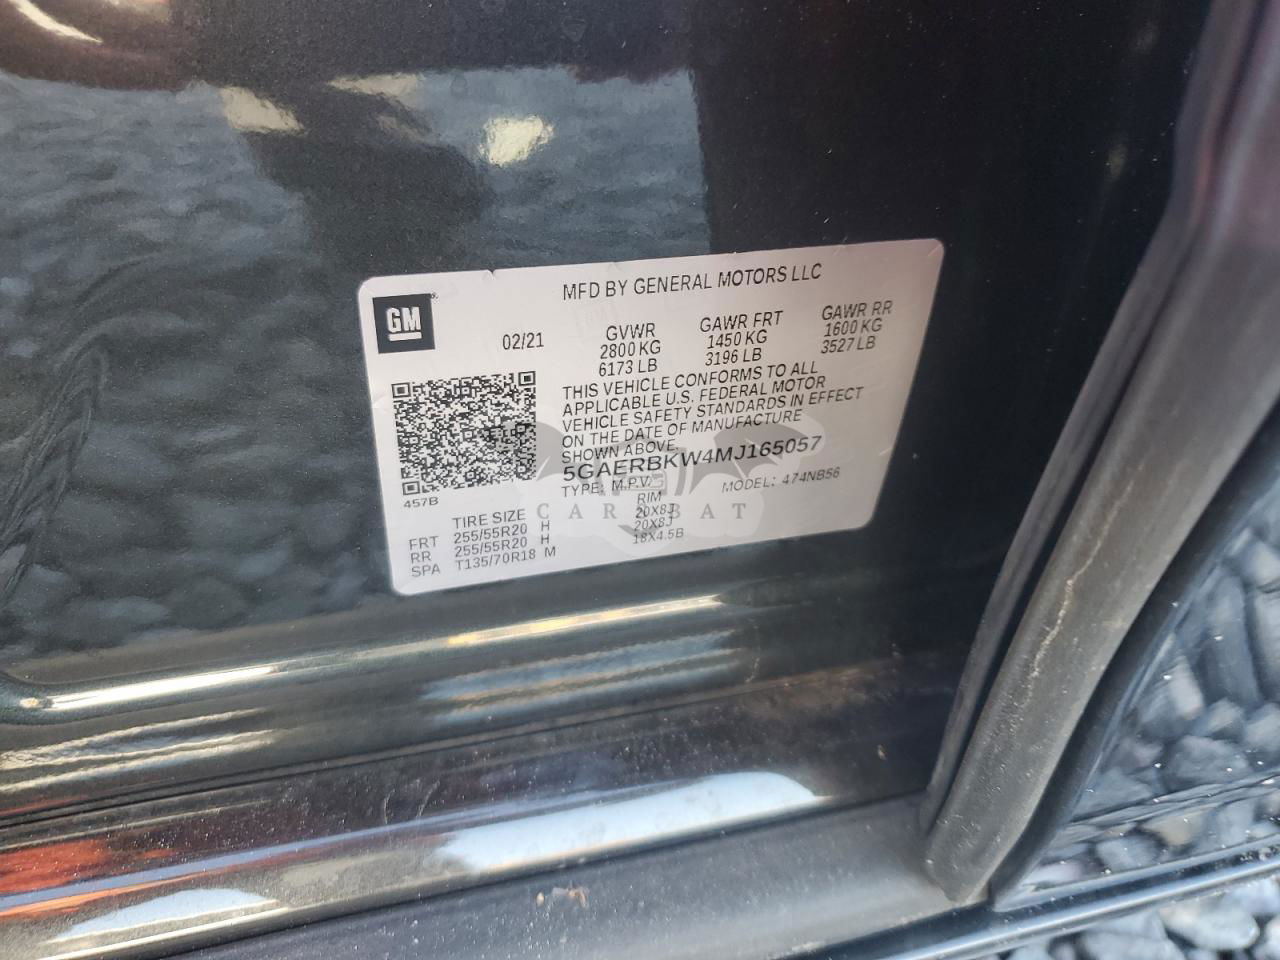 MFD BY GENERAL MOTORS LLC
GM
02/21
GVWR GAWR FRT GAWR RR
2800 KG 1450 KG 1600 KG
6173 LB 3196 LB 3527 LB
THIS VEHICLE CONFORMS TO ALL
APPLICABLE U.S. FEDERAL MOTOR
VEHICLE SAFETY STANDARDS IN EFFECT
ON THE DATE OF MANUFACTURE
SHOWN ABOVE.
5GAERBKW4MJ165057
TYPE: M.P.V. MODEL: 474NB56
457B
TIRE SIZE RIM
FRT 255/55R20 H 20X8J
RR 255/55R20 H 20X8J
SPA T135/70R18 M 18X4.5B
CAR BAT